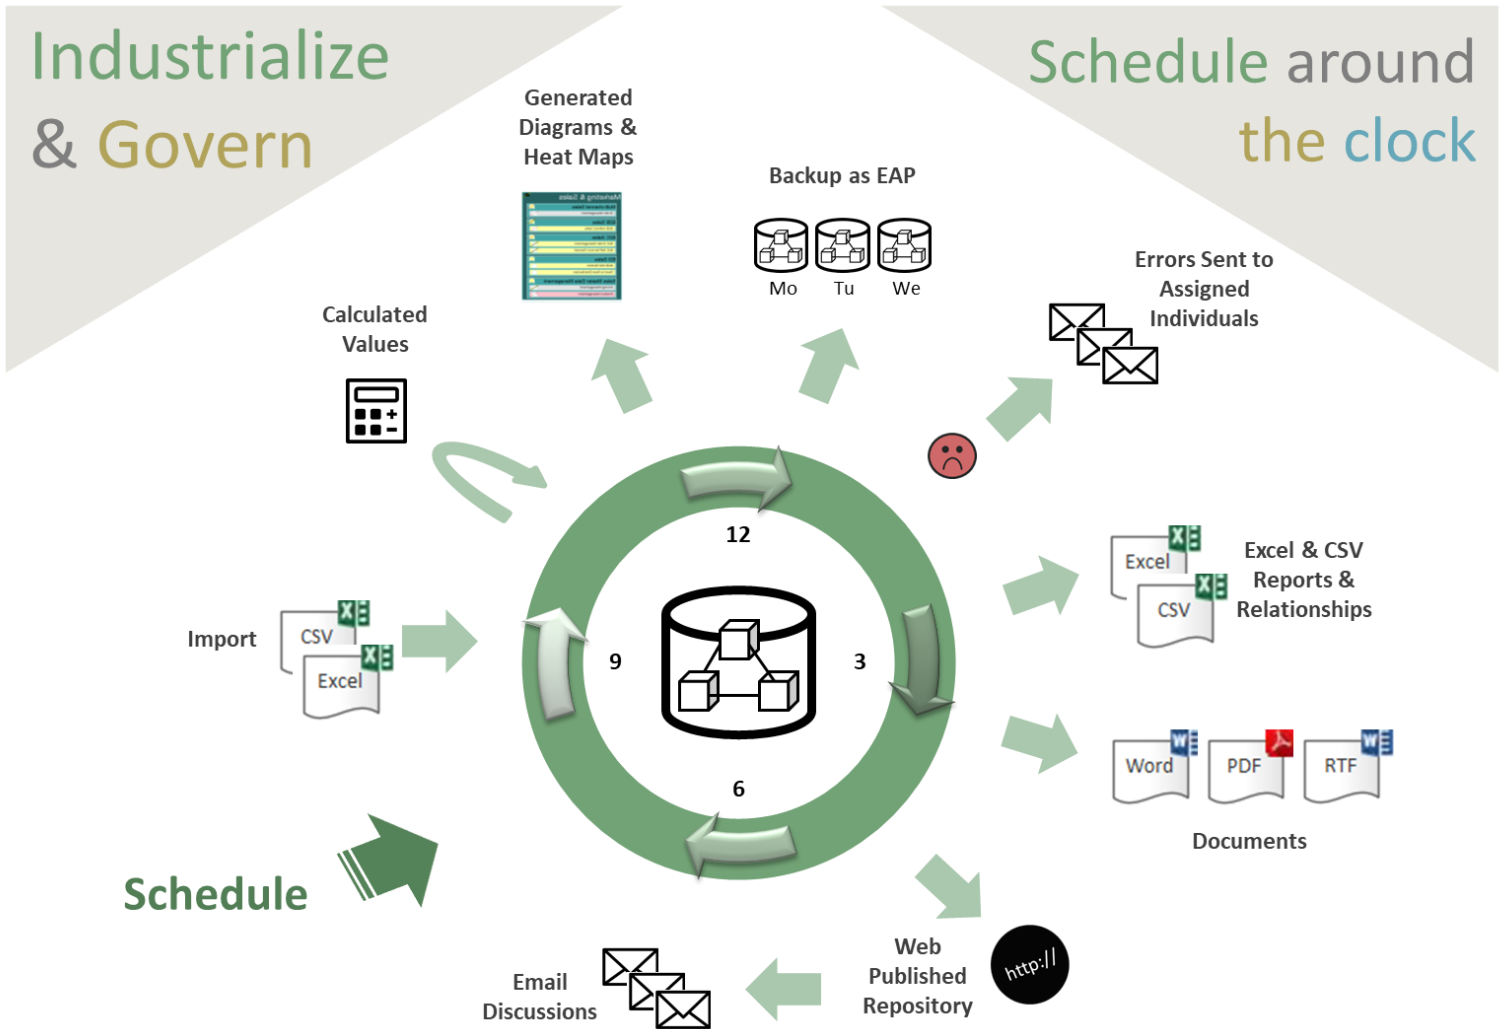 Industrialize
& Govern
Schedule around
the clock
Generated
Diagrams &
Heat Maps
Backup as EAP
Mo Tu We
Errors Sent to
Assigned
Individuals
Calculated
Values
Import
CSV
Excel
12
3
6
9
Excel
CSV
Excel & CSV
Reports &
Relationships
Word PDF RTF
Documents
Schedule
Web
Published
Repository
http://
Email
Discussions